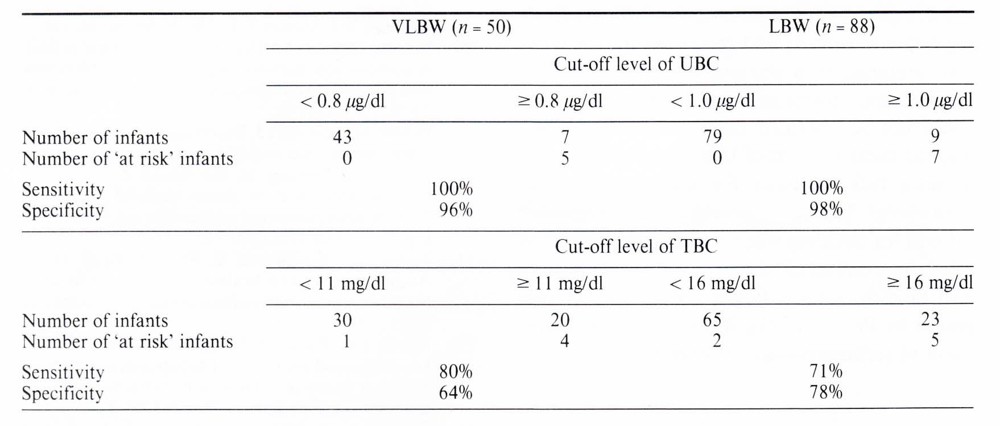 VLBW (n = 50) LBW (n = 88)
Cut-off level of UBC
< 0.8 µg/dl ≥ 0.8 µg/dl < 1.0 µg/dl ≥ 1.0 µg/dl
Number of infants 43 7 79 9
Number of ‘at risk’ infants 0 5 0 7
Sensitivity 100% 100%
Specificity 96% 98%
Cut-off level of TBC
< 11 mg/dl ≥ 11 mg/dl < 16 mg/dl ≥ 16 mg/dl
Number of infants 30 20 65 23
Number of ‘at risk’ infants 1 4 2 5
Sensitivity 80% 71%
Specificity 64% 78%